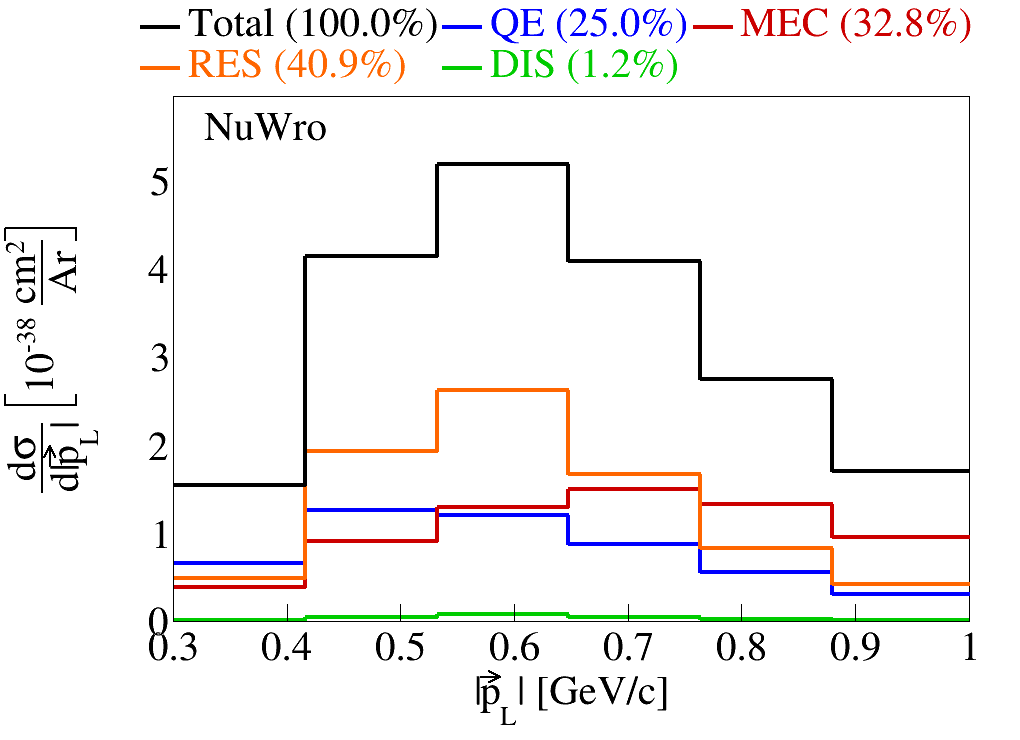 Total (100.0%) QE (25.0%) MEC (32.8%)
RES (40.9%) DIS (1.2%)
NuWro
dσ/d|p⃗_L| [10^-38 cm^2/Ar]
5
4
3
2
1
0
0.3 0.4 0.5 0.6 0.7 0.8 0.9 1
|p⃗_L| [GeV/c]